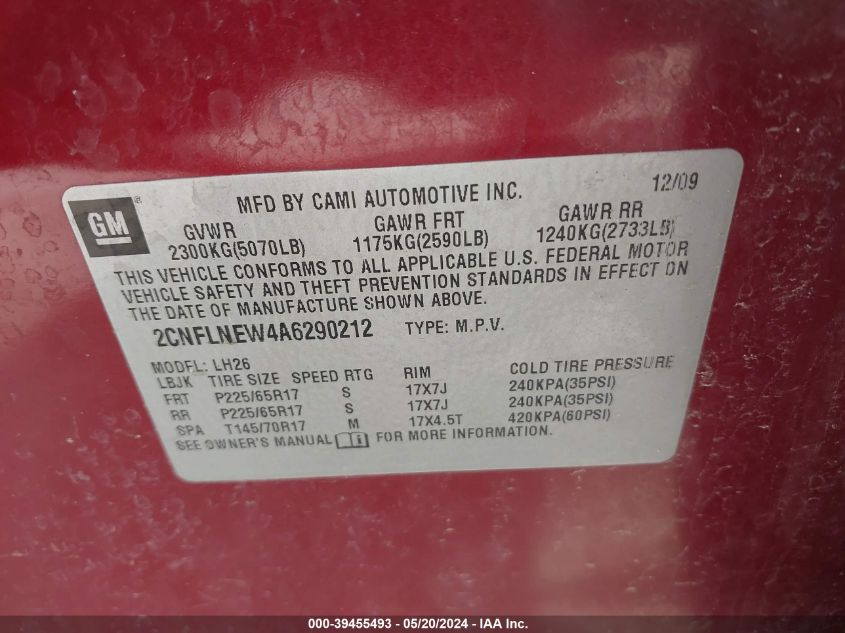 GM
MFD BY CAMI AUTOMOTIVE INC. 12/09
GVWR GAWR FRT GAWR RR
2300KG(5070LB) 1175KG(2590LB) 1240KG(2733LB)
THIS VEHICLE CONFORMS TO ALL APPLICABLE U.S. FEDERAL MOTOR
VEHICLE SAFETY AND THEFT PREVENTION STANDARDS IN EFFECT ON
THE DATE OF MANUFACTURE SHOWN ABOVE.
2CNFLNEW4A6290212 TYPE: M.P.V.
MODEL: LH26
LBJK TIRE SIZE SPEED RTG RIM COLD TIRE PRESSURE
FRT P225/65R17 S 17X7J 240KPA(35PSI)
RR P225/65R17 S 17X7J 240KPA(35PSI)
SPA T145/70R17 M 17X4.5T 420KPA(60PSI)
SEE OWNER'S MANUAL FOR MORE INFORMATION.
000-39455493 - 05/20/2024 - IAA Inc.